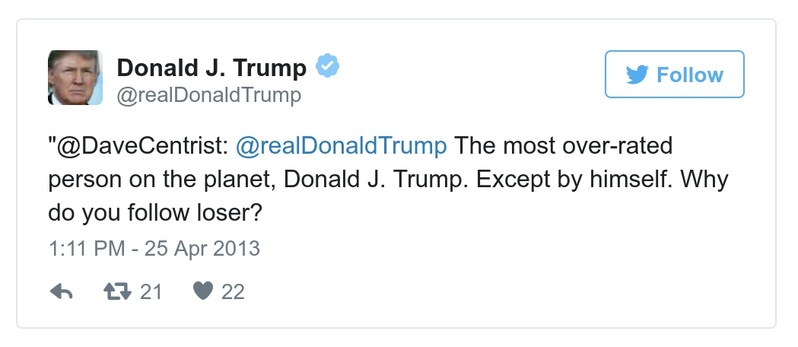 Donald J. Trump
@realDonaldTrump
Follow
"@DaveCentrist: @realDonaldTrump The most over-rated
person on the planet, Donald J. Trump. Except by himself. Why
do you follow loser?
1:11 PM - 25 Apr 2013
21 22